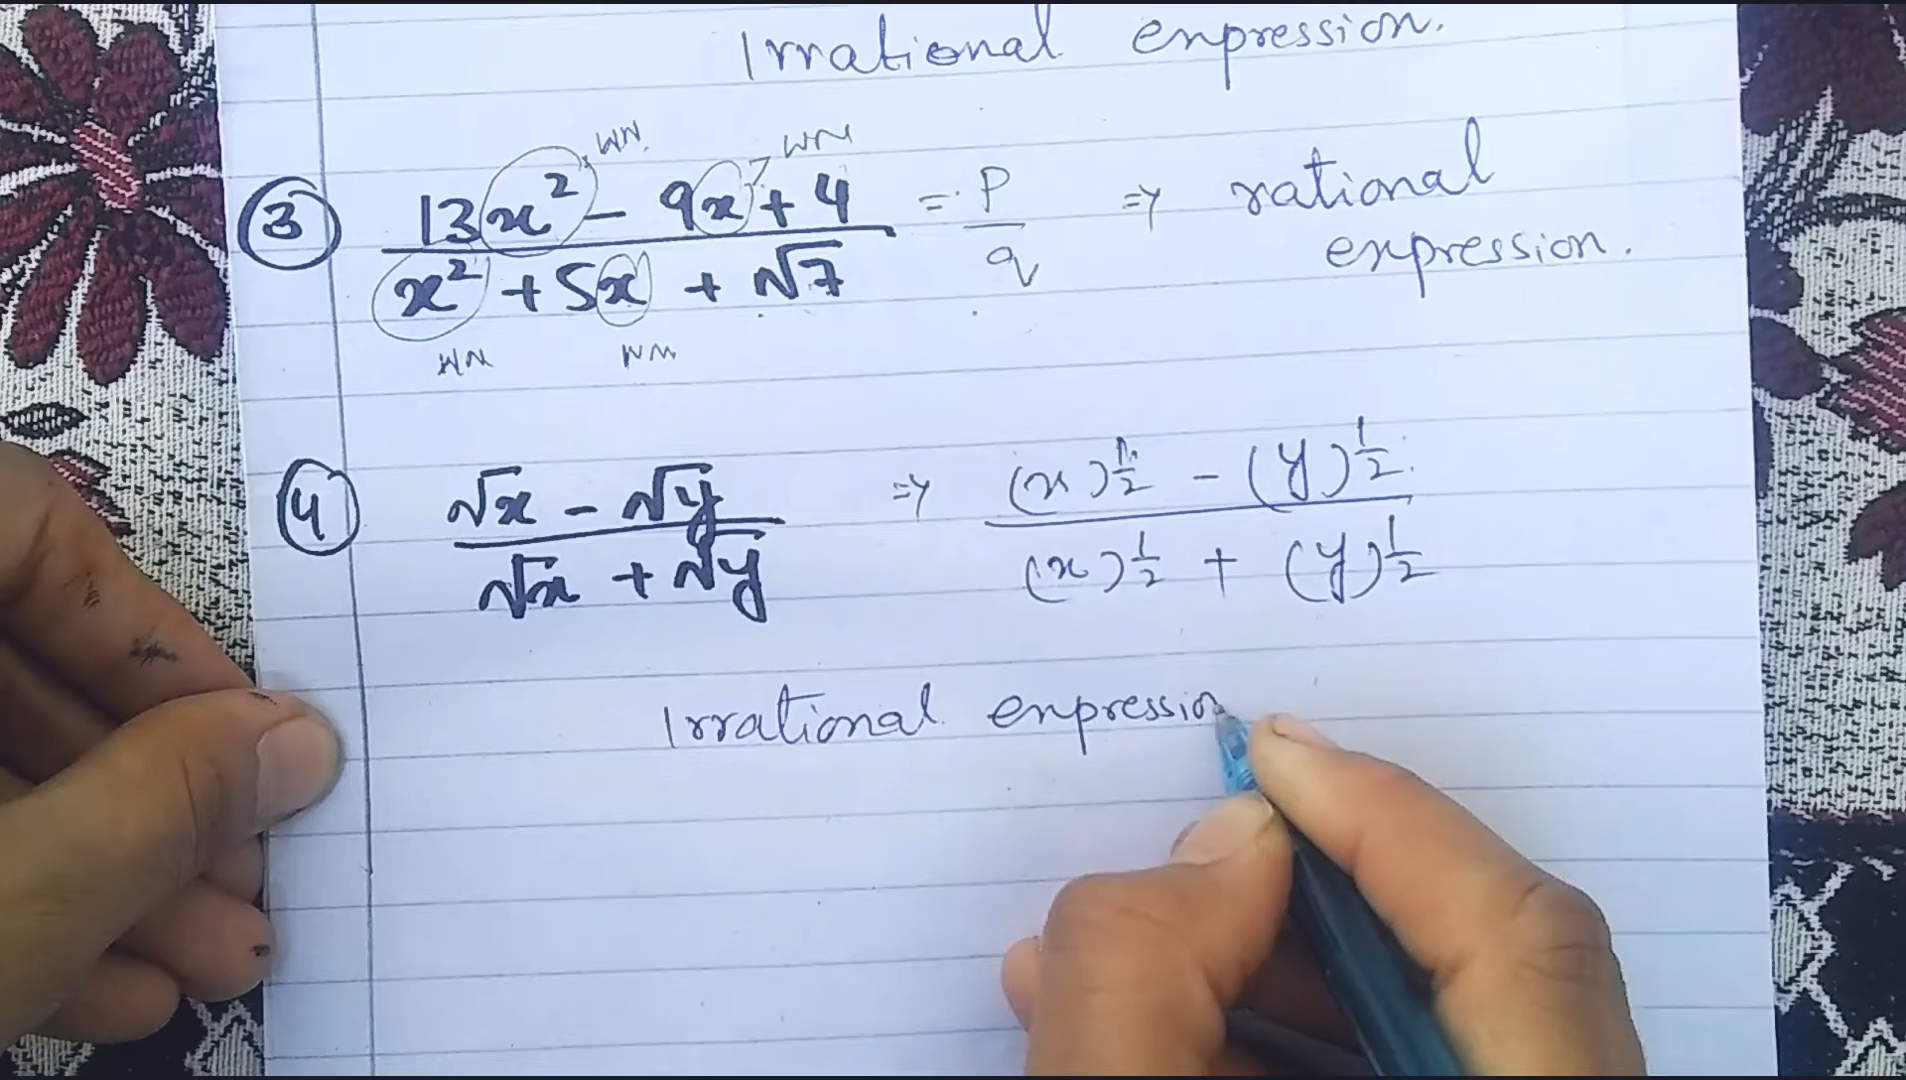 Irrational expression.
WN. WN
③ 13x² - 9x + 4 = P ⇒ rational
x² + 5x + √7 q expression.
WN WN
④ √x - √y ⇒ (x)^½ - (y)^½
√x + √y (x)^½ + (y)^½
Irrational expression